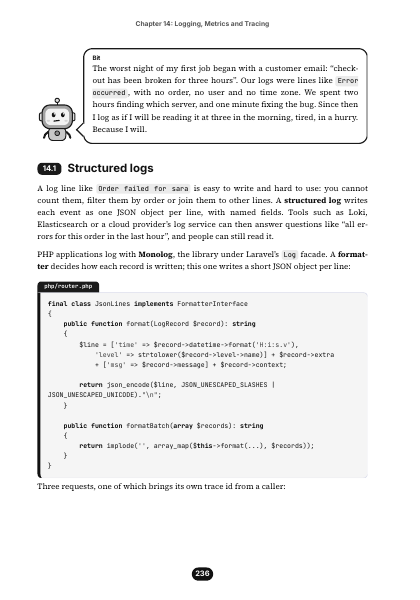 Chapter 14: Logging, Metrics and Tracing
Bit
The worst night of my first job began with a customer email: “check-
out has been broken for three hours”. Our logs were lines like Error
occurred, with no order, no user and no time zone. We spent two
hours finding which server, and one minute fixing the bug. Since then
I log as if I will be reading it at three in the morning, tired, in a hurry.
Because I will.
14.1 Structured logs
A log line like Order failed for sara is easy to write and hard to use: you cannot
count them, filter them by order or join them to other lines. A structured log writes
each event as one JSON object per line, with named fields. Tools such as Loki,
Elasticsearch or a cloud provider’s log service can then answer questions like “all er-
rors for this order in the last hour”, and people can still read it.
PHP applications log with Monolog, the library under Laravel’s Log facade. A format-
ter decides how each record is written; this one writes a short JSON object per line:
php/router.php
final class JsonLines implements FormatterInterface
{
    public function format(LogRecord $record): string
    {
        $line = ['time' => $record->datetime->format('H:i:s.v'),
            'level' => strtolower($record->level->name)] + $record->extra
            + ['msg' => $record->message] + $record->context;
        return json_encode($line, JSON_UNESCAPED_SLASHES |
JSON_UNESCAPED_UNICODE)."\n";
    }
    public function formatBatch(array $records): string
    {
        return implode('', array_map($this->format(...), $records));
    }
}
Three requests, one of which brings its own trace id from a caller:
236